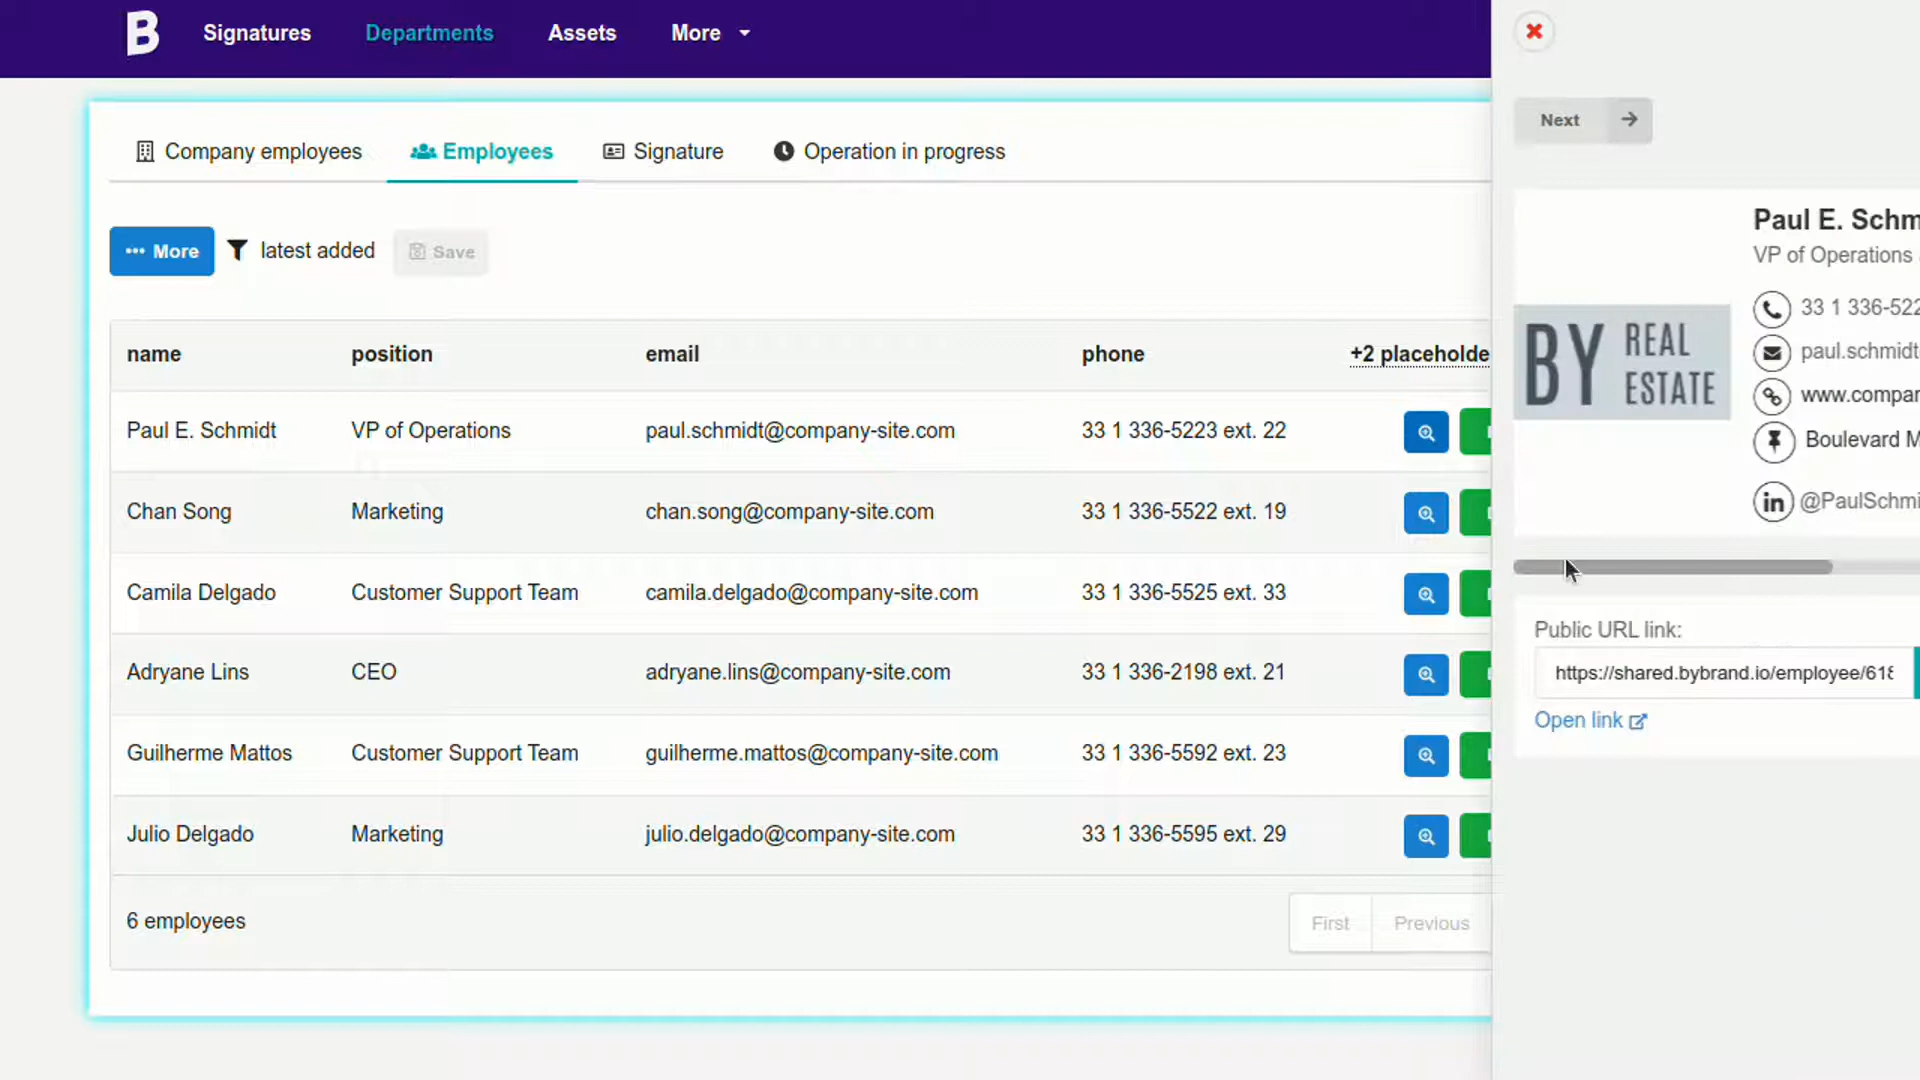 B Signatures Departments Assets More
Company employees Employees Signature Operation in progress
More latest added Save
name position email phone +2 placeholde
Paul E. Schmidt VP of Operations paul.schmidt@company-site.com 33 1 336-5223 ext. 22
Chan Song Marketing chan.song@company-site.com 33 1 336-5522 ext. 19
Camila Delgado Customer Support Team camila.delgado@company-site.com 33 1 336-5525 ext. 33
Adryane Lins CEO adryane.lins@company-site.com 33 1 336-2198 ext. 21
Guilherme Mattos Customer Support Team guilherme.mattos@company-site.com 33 1 336-5592 ext. 23
Julio Delgado Marketing julio.delgado@company-site.com 33 1 336-5595 ext. 29
6 employees First Previous
Next
BY REAL
ESTATE
Paul E. Schm
VP of Operations
33 1 336-522
paul.schmidt
www.compan
Boulevard M
in @PaulSchmi
Public URL link:
https://shared.bybrand.io/employee/618
Open link